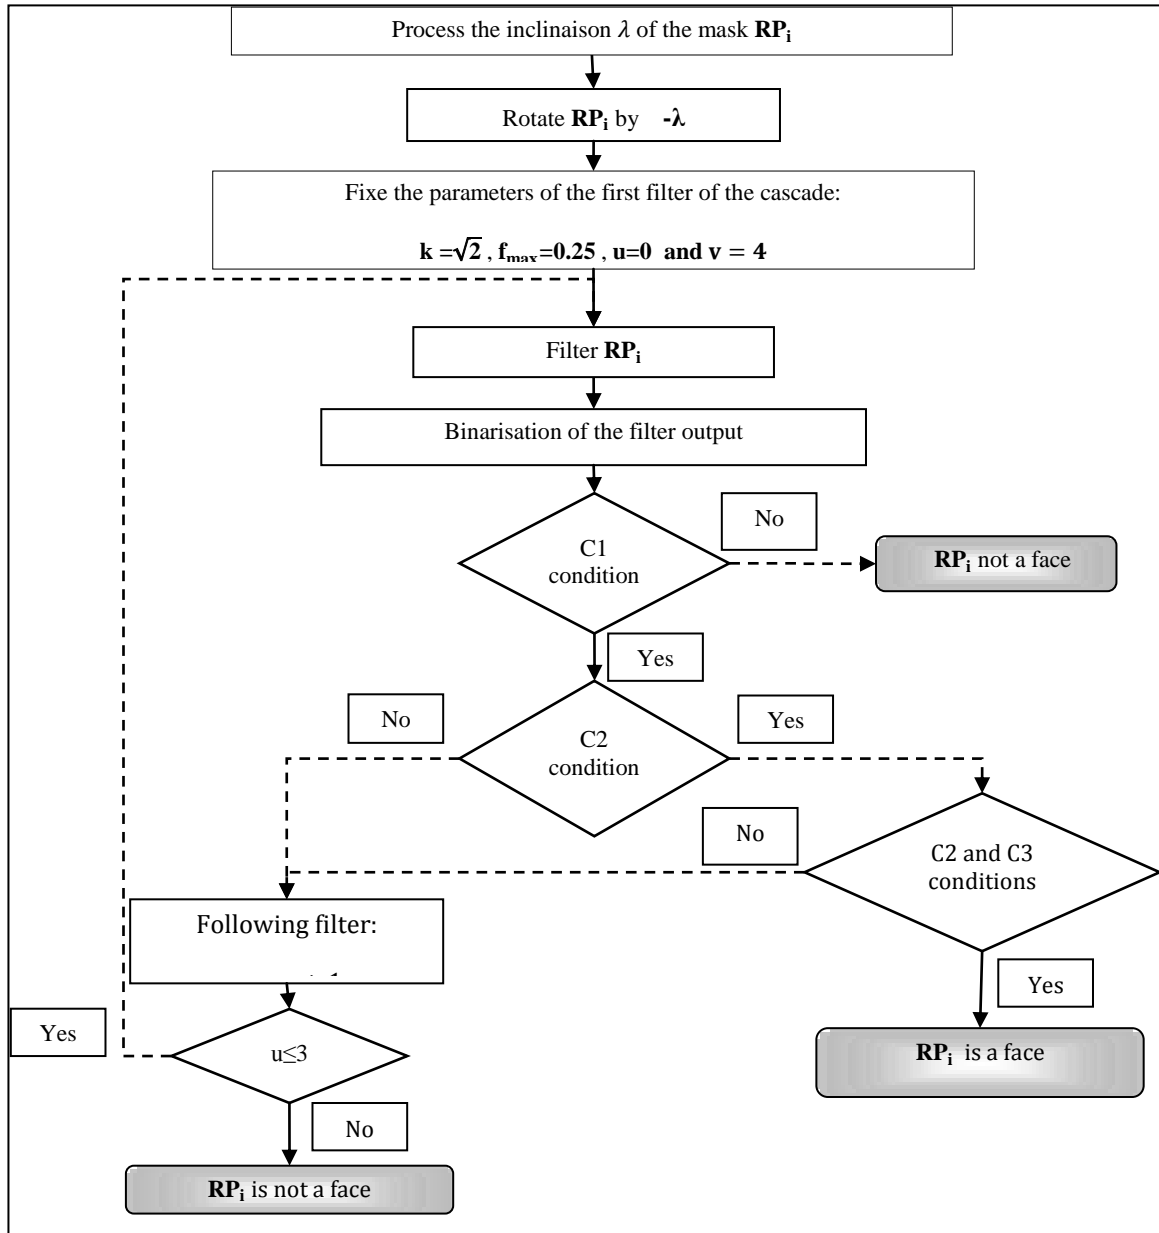 Process the inclinaison λ of the mask RPi
Rotate RPi by -λ
Fixe the parameters of the first filter of the cascade:
k =√2 , fmax=0.25 , u=0 and v = 4
Filter RPi
Binarisation of the filter output
C1
condition
No
RPi not a face
Yes
C2
condition
No
Yes
C2 and C3
conditions
No
Following filter:
Yes
RPi is a face
u≤3
Yes
No
RPi is not a face